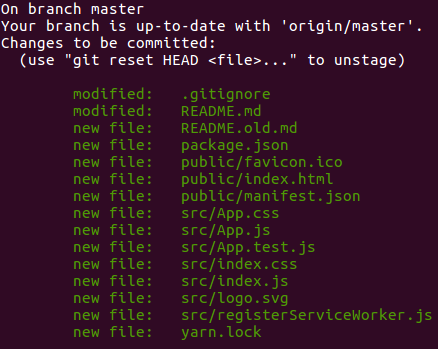 On branch master
Your branch is up-to-date with 'origin/master'.
Changes to be committed:
  (use "git reset HEAD <file>..." to unstage)

        modified:   .gitignore
        modified:   README.md
        new file:   README.old.md
        new file:   package.json
        new file:   public/favicon.ico
        new file:   public/index.html
        new file:   public/manifest.json
        new file:   src/App.css
        new file:   src/App.js
        new file:   src/App.test.js
        new file:   src/index.css
        new file:   src/index.js
        new file:   src/logo.svg
        new file:   src/registerServiceWorker.js
        new file:   yarn.lock